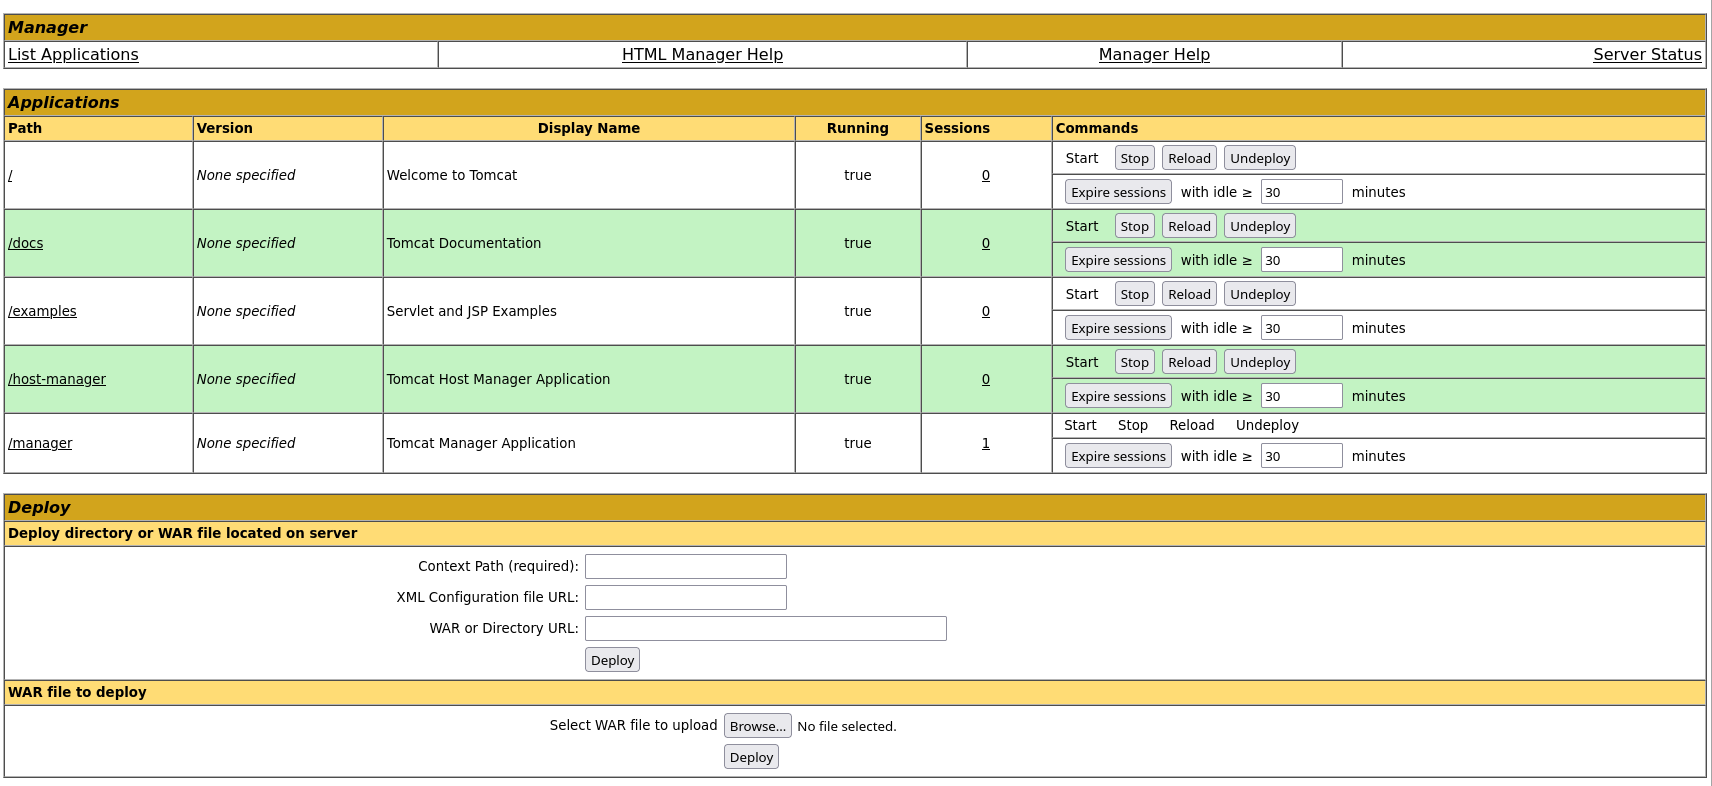 Manager
List Applications HTML Manager Help Manager Help Server Status
Applications
Path Version Display Name Running Sessions Commands
/ None specified Welcome to Tomcat true 0 Start Stop Reload Undeploy
Expire sessions with idle ≥ 30 minutes
/docs None specified Tomcat Documentation true 0 Start Stop Reload Undeploy
Expire sessions with idle ≥ 30 minutes
/examples None specified Servlet and JSP Examples true 0 Start Stop Reload Undeploy
Expire sessions with idle ≥ 30 minutes
/host-manager None specified Tomcat Host Manager Application true 0 Start Stop Reload Undeploy
Expire sessions with idle ≥ 30 minutes
/manager None specified Tomcat Manager Application true 1 Start Stop Reload Undeploy
Expire sessions with idle ≥ 30 minutes
Deploy
Deploy directory or WAR file located on server
Context Path (required):
XML Configuration file URL:
WAR or Directory URL:
Deploy
WAR file to deploy
Select WAR file to upload Browse... No file selected.
Deploy